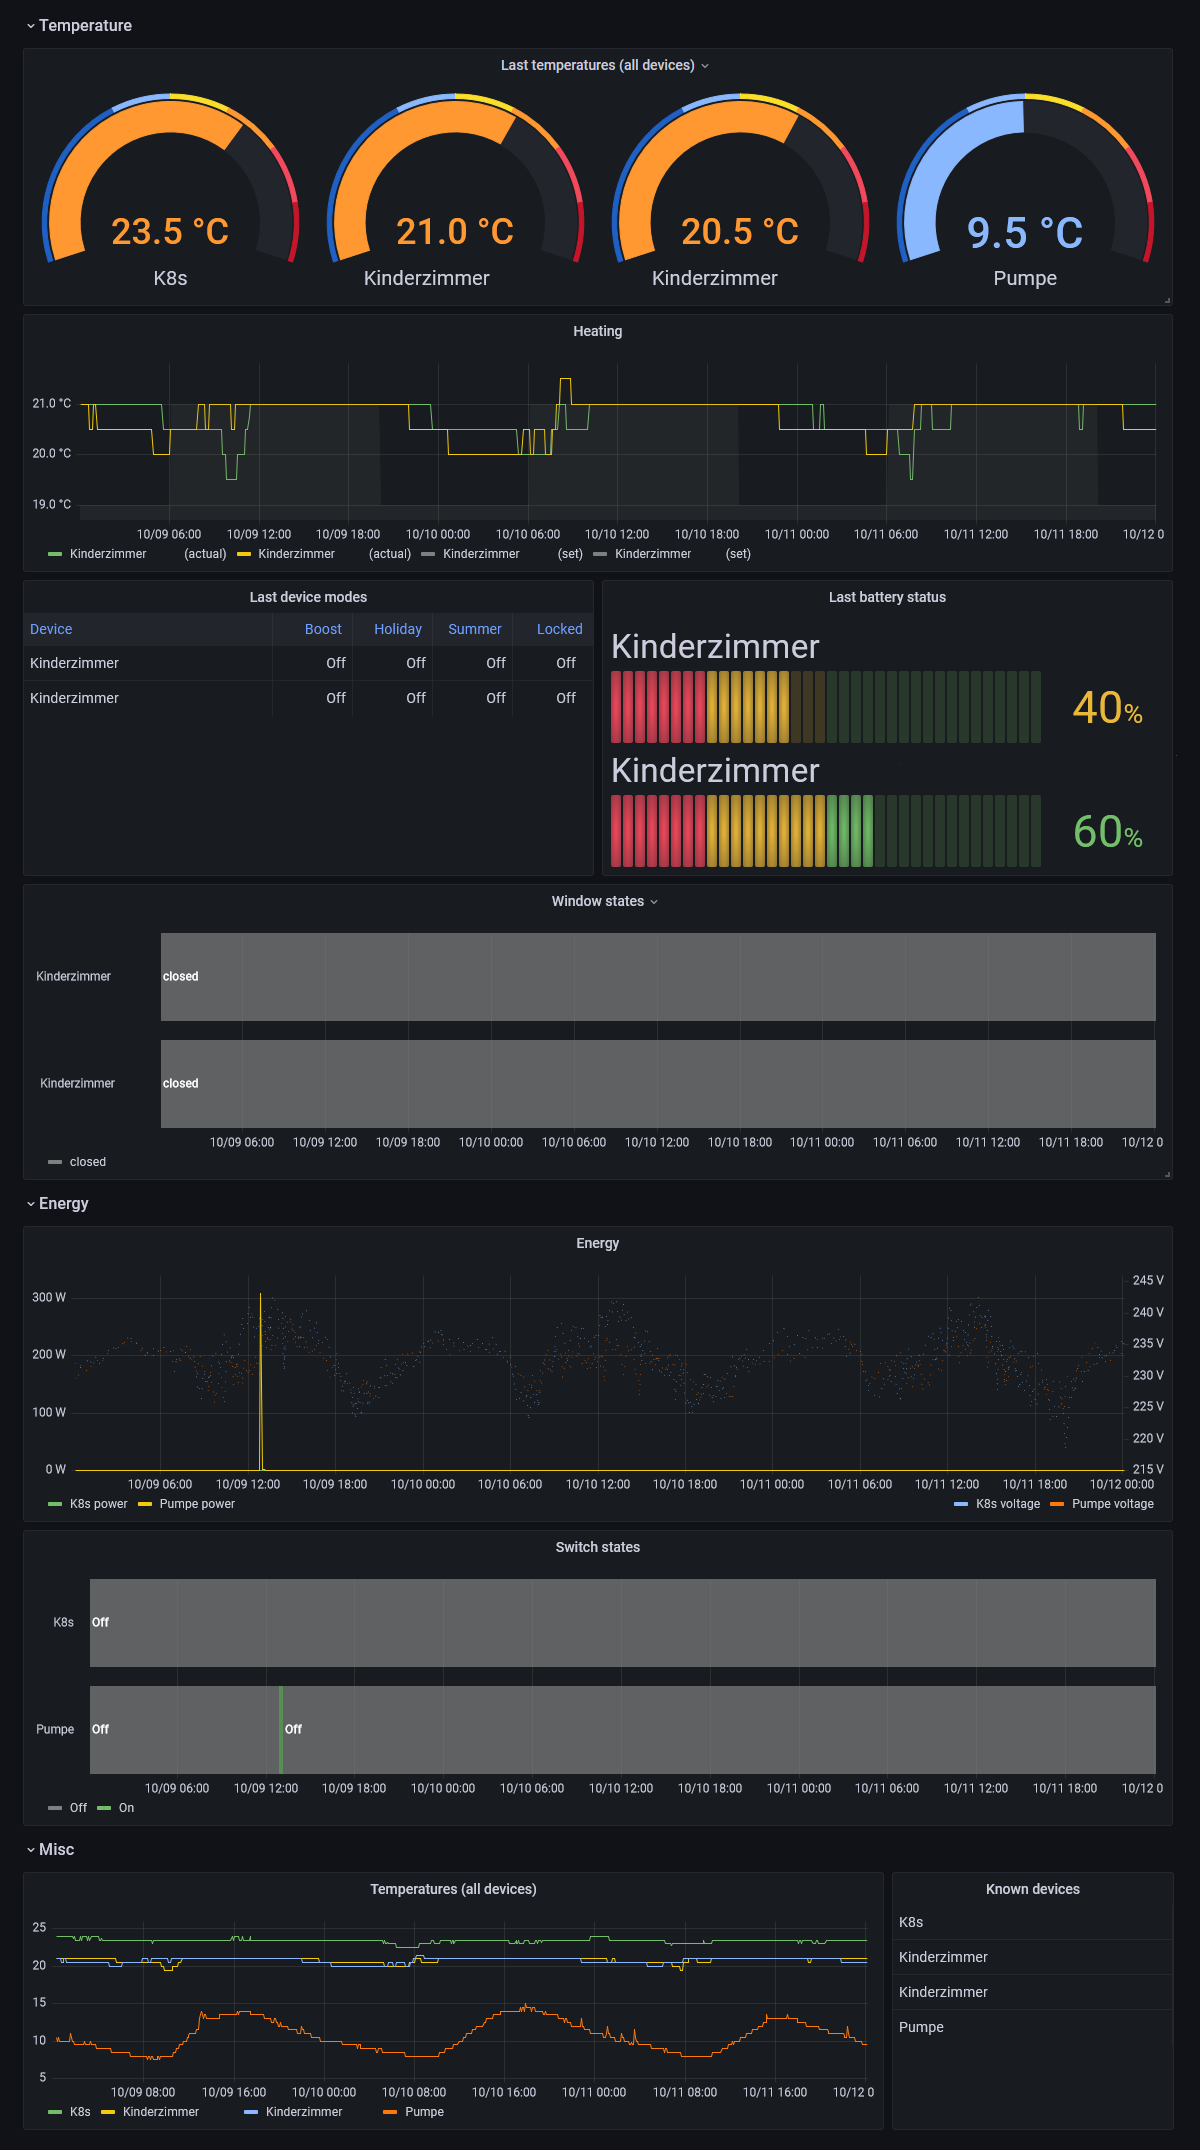 Temperature
Last temperatures (all devices)
23.5 °C
21.0 °C
20.5 °C
9.5 °C
K8s
Kinderzimmer
Kinderzimmer
Pumpe
Heating
21.0 °C
20.0 °C
19.0 °C
10/09 06:00 10/09 12:00 10/09 18:00 10/10 00:00 10/10 06:00 10/10 12:00 10/10 18:00 10/11 00:00 10/11 06:00 10/11 12:00 10/11 18:00 10/12 0
Kinderzimmer (actual) Kinderzimmer (actual) Kinderzimmer (set) Kinderzimmer (set)
Last device modes
Device Boost Holiday Summer Locked
Kinderzimmer Off Off Off Off
Kinderzimmer Off Off Off Off
Last battery status
Kinderzimmer
40%
Kinderzimmer
60%
Window states
Kinderzimmer closed
Kinderzimmer closed
10/09 06:00 10/09 12:00 10/09 18:00 10/10 00:00 10/10 06:00 10/10 12:00 10/10 18:00 10/11 00:00 10/11 06:00 10/11 12:00 10/11 18:00 10/12 0
closed
Energy
Energy
300 W
200 W
100 W
0 W
245 V
240 V
235 V
230 V
225 V
220 V
215 V
10/09 06:00 10/09 12:00 10/09 18:00 10/10 00:00 10/10 06:00 10/10 12:00 10/10 18:00 10/11 00:00 10/11 06:00 10/11 12:00 10/11 18:00 10/12 00:00
K8s power Pumpe power K8s voltage Pumpe voltage
Switch states
K8s Off
Pumpe Off Off
10/09 06:00 10/09 12:00 10/09 18:00 10/10 00:00 10/10 06:00 10/10 12:00 10/10 18:00 10/11 00:00 10/11 06:00 10/11 12:00 10/11 18:00 10/12 0
Off On
Misc
Temperatures (all devices)
25
20
15
10
5
10/09 08:00 10/09 16:00 10/10 00:00 10/10 08:00 10/10 16:00 10/11 00:00 10/11 08:00 10/11 16:00 10/12 0
K8s Kinderzimmer Kinderzimmer Pumpe
Known devices
K8s
Kinderzimmer
Kinderzimmer
Pumpe